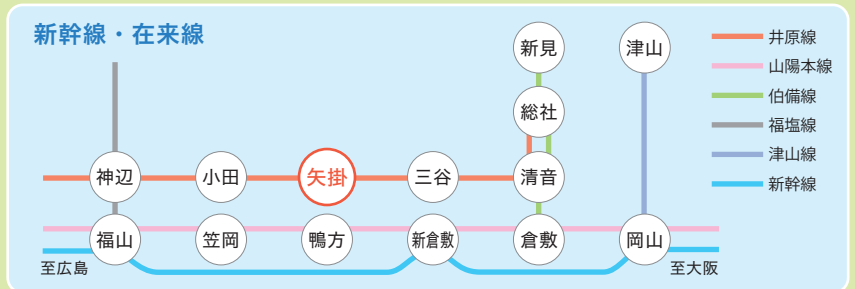 新幹線・在来線
新見
津山
総社
神辺
小田
矢掛
三谷
清音
福山
笠岡
鴨方
新倉敷
倉敷
岡山
至広島
至大阪
井原線
山陽本線
伯備線
福塩線
津山線
新幹線